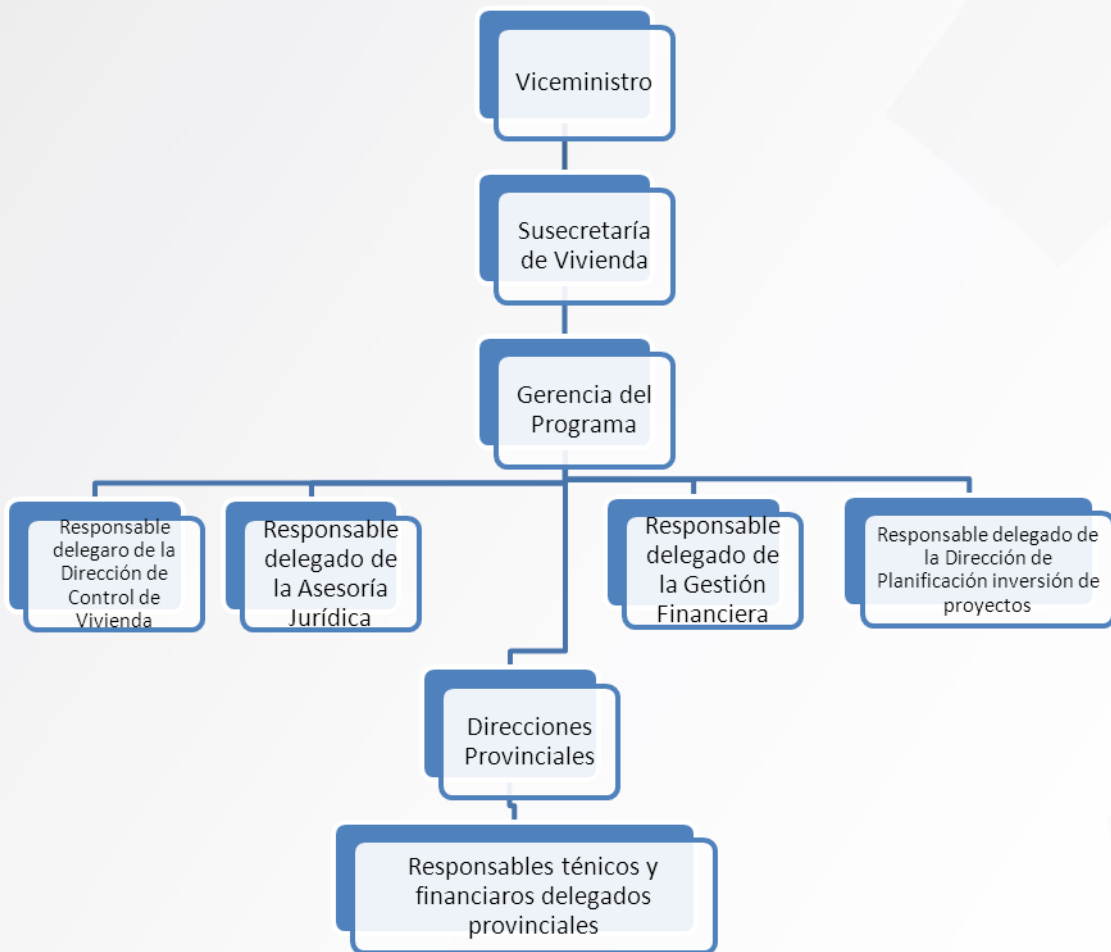 Viceministro
Susecretaría
de Vivienda
Gerencia del
Programa
Responsable
delegaro de la
Dirección de
Control de
Vivienda
Responsable
delegado de
la Asesoría
Jurídica
Responsable
delegado de
la Gestión
Financiera
Responsable delegado de
la Dirección de
Planificación inversión de
proyectos
Direcciones
Provinciales
Responsables ténicos y
financiaros delegados
provinciales